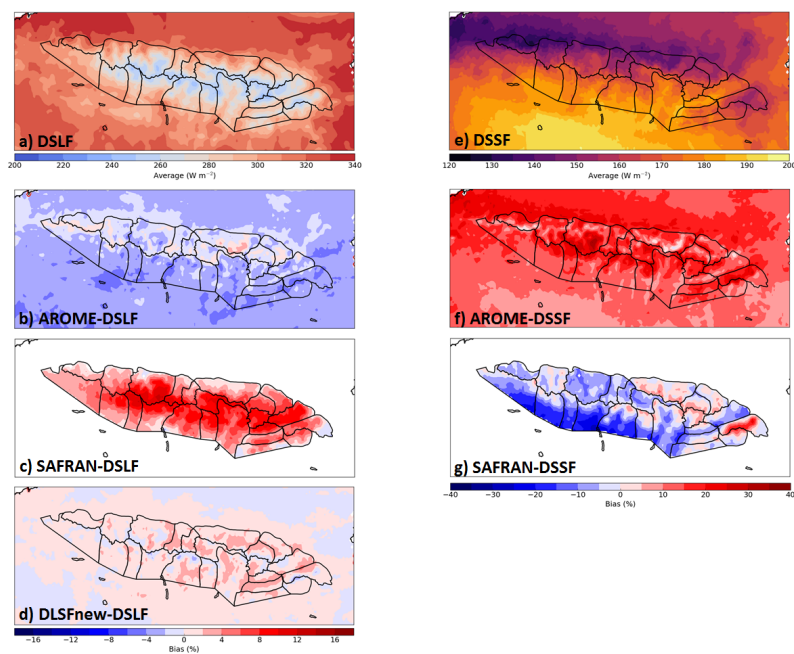 a) DSLF
200 220 240 260 280 300 320 340
Average (W m⁻²)
b) AROME-DSLF
c) SAFRAN-DSLF
d) DLSFnew-DSLF
−16 −12 −8 −4 0 4 8 12 16
Bias (%)
e) DSSF
120 130 140 150 160 170 180 190 200
Average (W m⁻²)
f) AROME-DSSF
g) SAFRAN-DSSF
−40 −30 −20 −10 0 10 20 30 40
Bias (%)